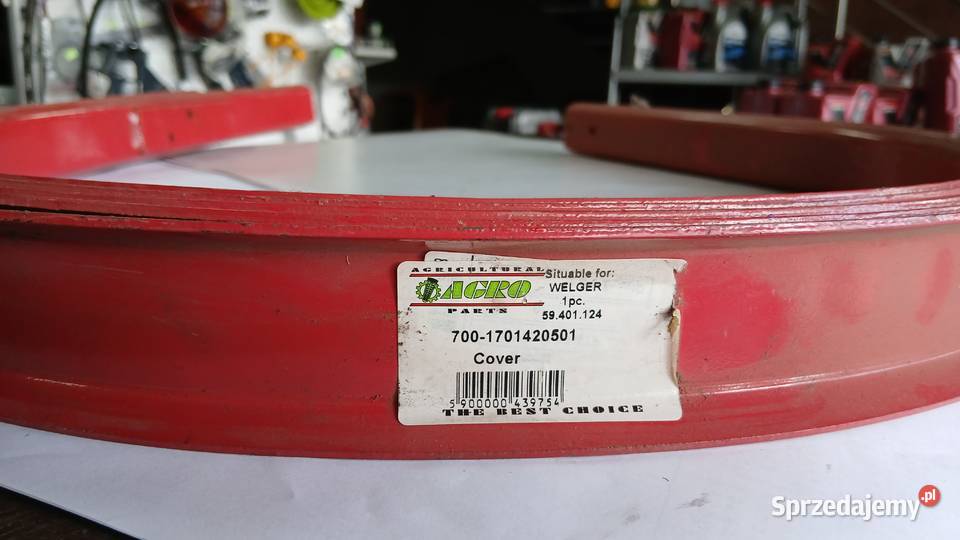 AGRICULTURAL
AGRO
PARTS
Situable for:
WELGER
1pc.
59.401.124
700-1701420501
Cover
5 900000 439754
THE BEST CHOICE
Sprzedajemy.pl